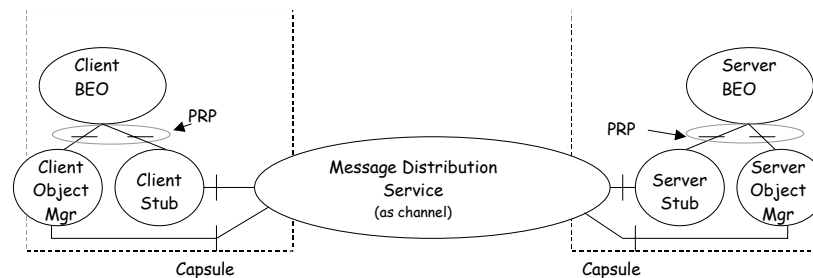 Client
BEO
PRP
Client
Object
Mgr
Client
Stub
Message Distribution
Service
(as channel)
Server
BEO
PRP
Server
Stub
Server
Object
Mgr
Capsule
Capsule